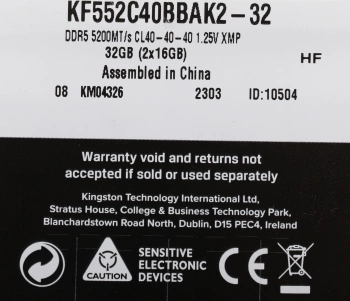 KF552C40BBAK2-32
DDR5 5200MT/s CL40-40-40 1.25V XMP
32GB (2x16GB)
HF
Assembled in China
08 KM04326 2303 ID:10504
Warranty void and returns not
accepted if sold or used separately
Kingston Technology International Ltd,
Stratus House, College & Business Technology Park,
Blanchardstown Road North, Dublin, D15 PEC4, Ireland
CE
CAUTION
SENSITIVE
ELECTRONIC
DEVICES